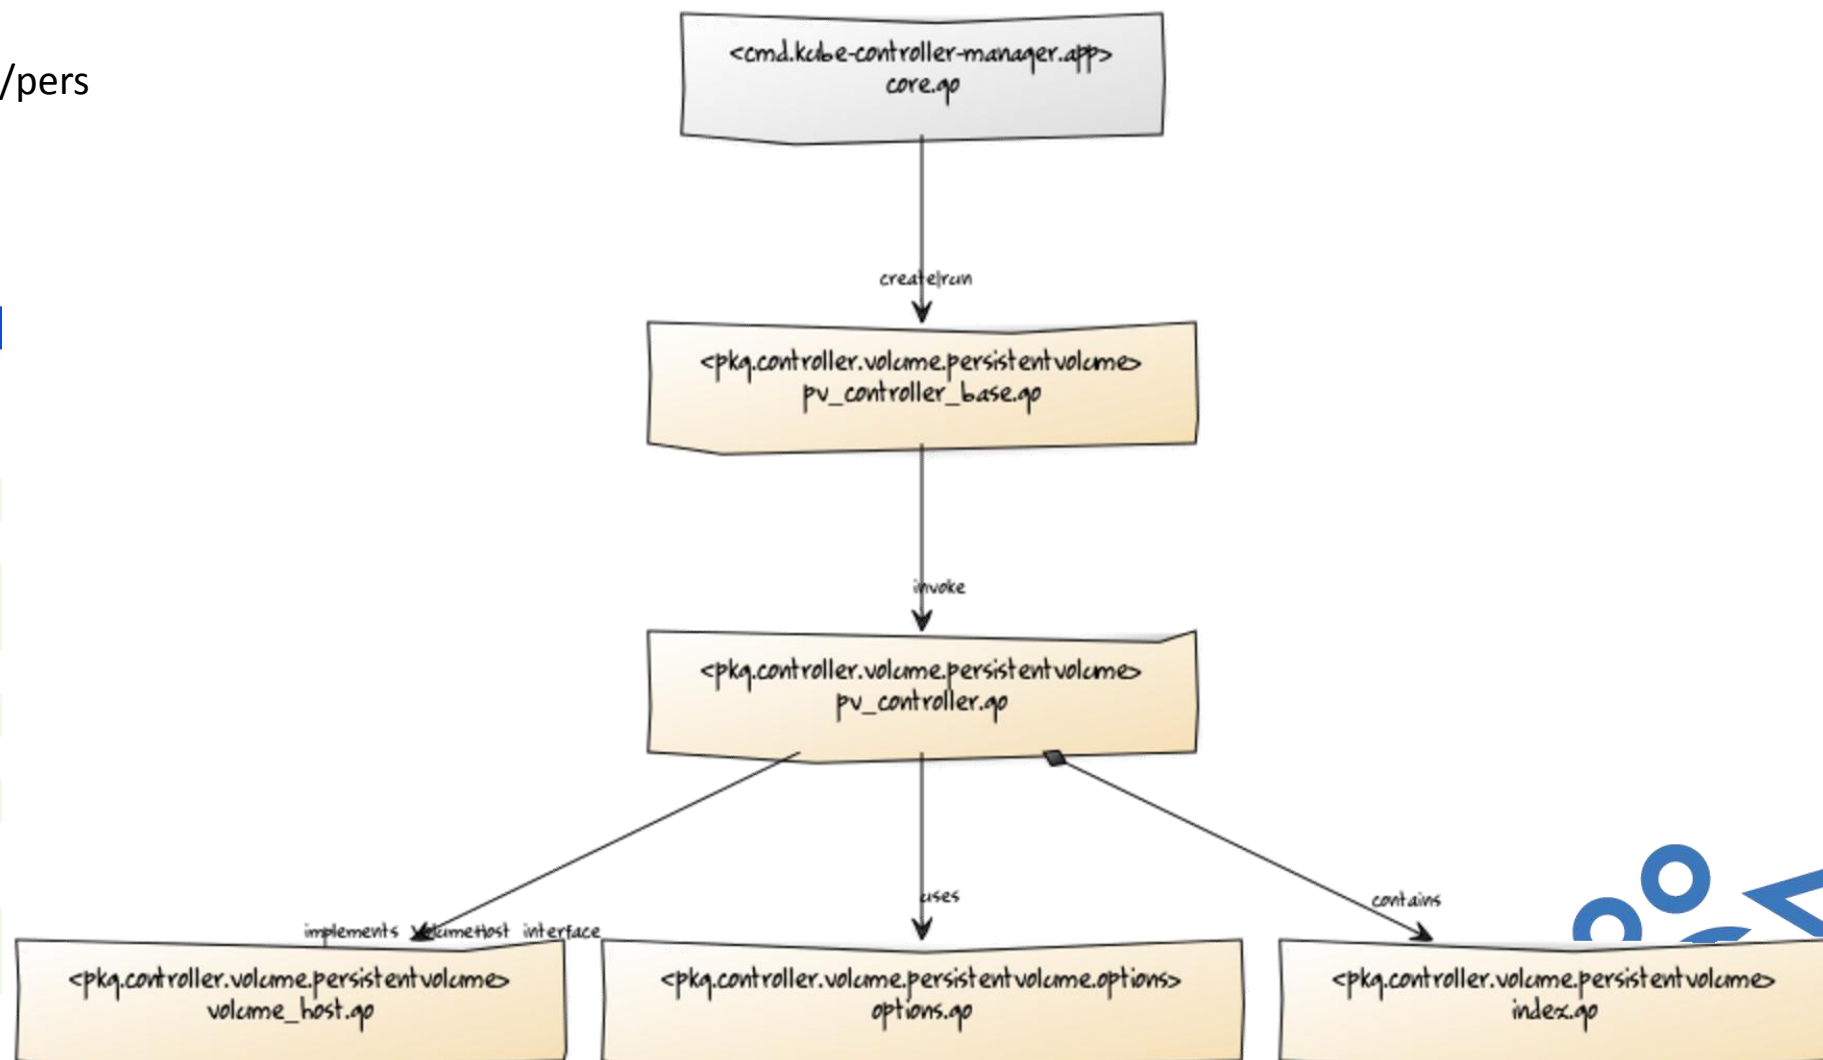 /pers
<cmd.kube-controller-manager.app>
core.go
create/run
<pkg.controller.volume.persistentvolume>
pv_controller_base.go
invoke
<pkg.controller.volume.persistentvolume>
pv_controller.go
implements VolumeHost interface
uses
contains
<pkg.controller.volume.persistentvolume>
volume_host.go
<pkg.controller.volume.persistentvolume.options>
options.go
<pkg.controller.volume.persistentvolume>
index.go